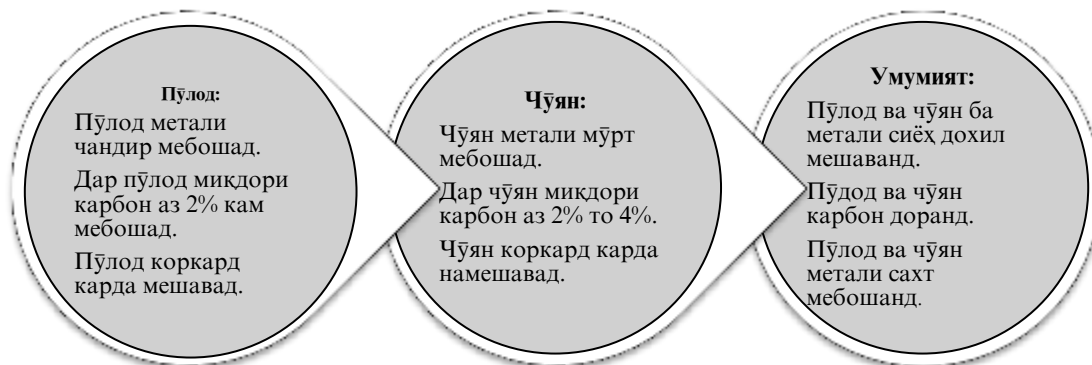 Пӯлод:
Пӯлод метали
чандир мебошад.
Дар пӯлод миқдори
карбон аз 2% кам
мебошад.
Пӯлод коркард
карда мешавад.
Чӯян:
Чӯян метали мӯрт
мебошад.
Дар чӯян миқдори
карбон аз 2% то 4%.
Чӯян коркард карда
намешавад.
Умумият:
Пӯлод ва чӯян ба
метали сиёҳ дохил
мешаванд.
Пӯдод ва чӯян
карбон доранд.
Пӯлод ва чӯян
метали сахт
мебошанд.